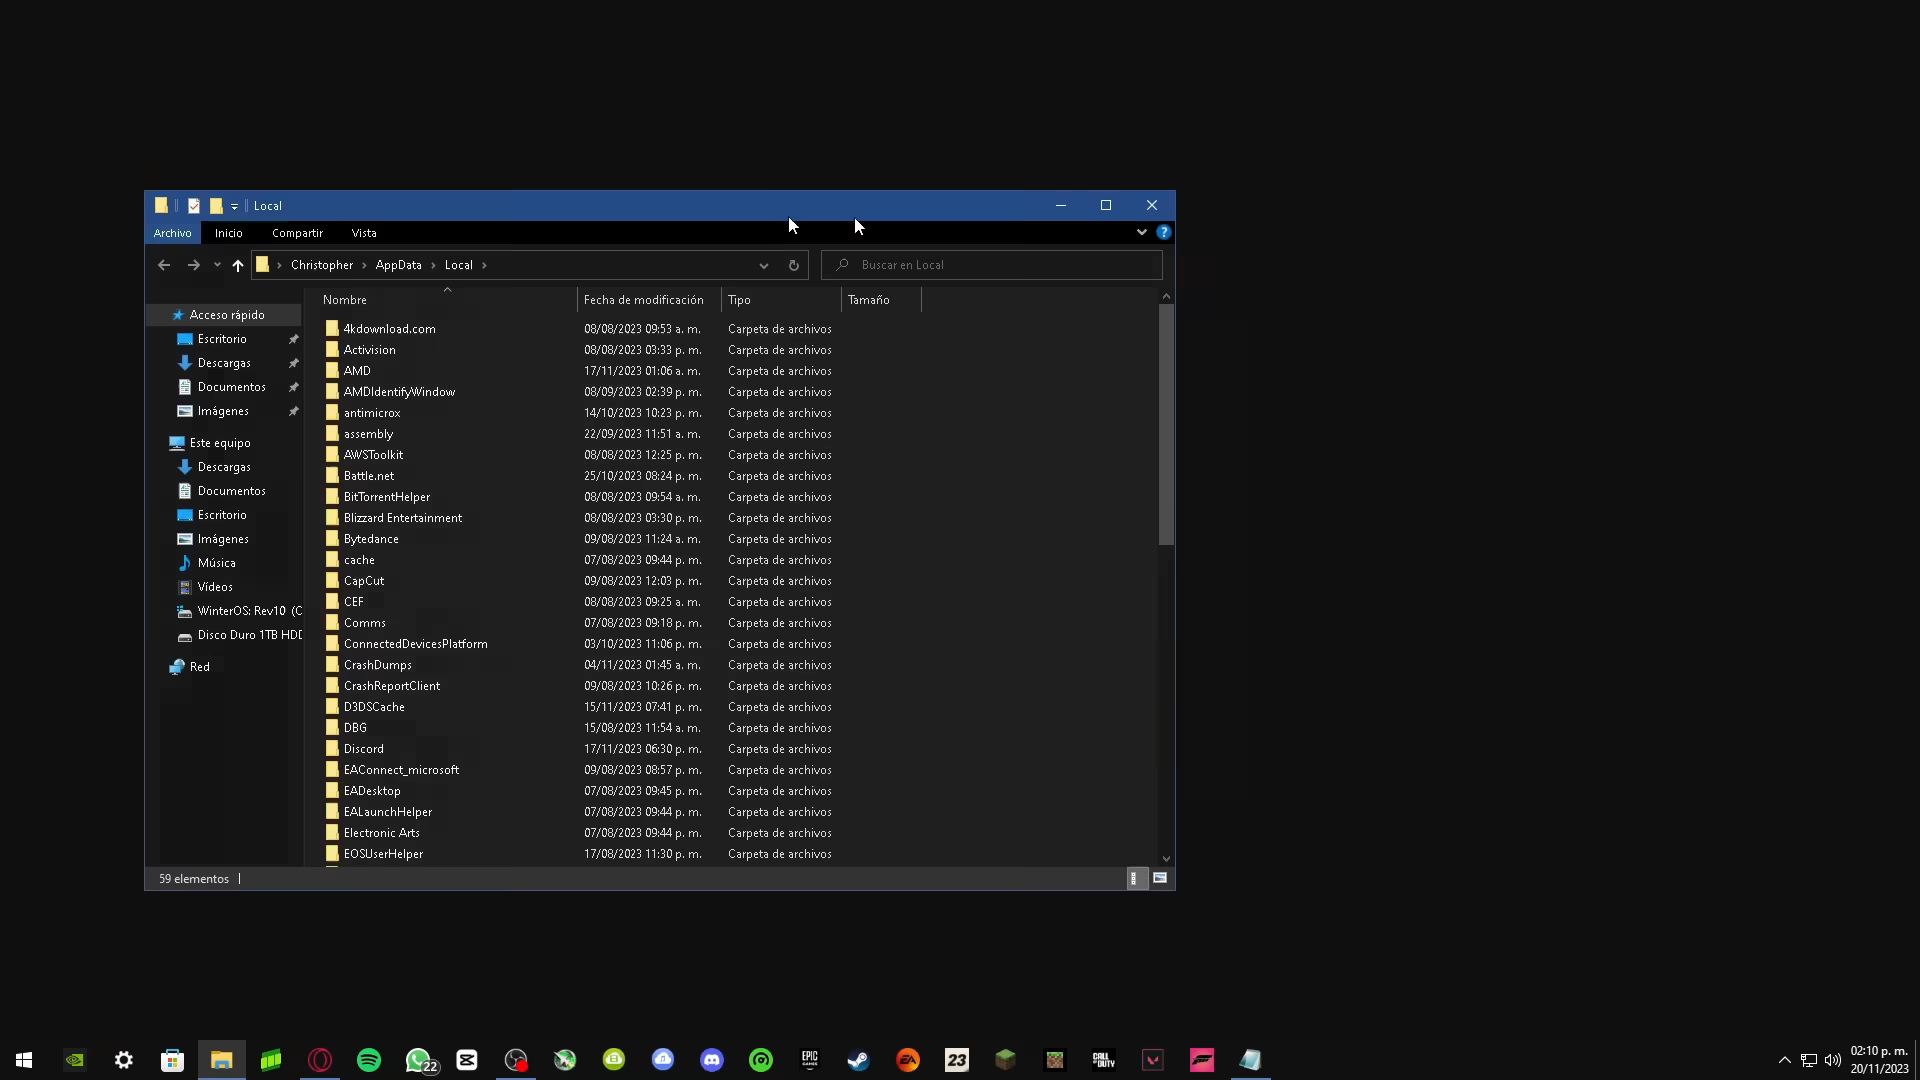 Local
Archivo Inicio Compartir Vista
Christopher › AppData › Local ›
Buscar en Local
Nombre Fecha de modificación Tipo Tamaño
Acceso rápido
Escritorio
Descargas
Documentos
Imágenes
Este equipo
Descargas
Documentos
Escritorio
Imágenes
Música
Vídeos
WinterOS: Rev10 (C
Disco Duro 1TB HDD
Red
4kdownload.com 08/08/2023 09:53 a. m. Carpeta de archivos
Activision 08/08/2023 03:33 p. m. Carpeta de archivos
AMD 17/11/2023 01:06 a. m. Carpeta de archivos
AMDIdentifyWindow 08/09/2023 02:39 p. m. Carpeta de archivos
antimicrox 14/10/2023 10:23 p. m. Carpeta de archivos
assembly 22/09/2023 11:51 a. m. Carpeta de archivos
AWSToolkit 08/08/2023 12:25 p. m. Carpeta de archivos
Battle.net 25/10/2023 08:24 p. m. Carpeta de archivos
BitTorrentHelper 08/08/2023 09:54 a. m. Carpeta de archivos
Blizzard Entertainment 08/08/2023 03:30 p. m. Carpeta de archivos
Bytedance 09/08/2023 11:24 a. m. Carpeta de archivos
cache 07/08/2023 09:44 p. m. Carpeta de archivos
CapCut 09/08/2023 12:03 p. m. Carpeta de archivos
CEF 08/08/2023 09:25 a. m. Carpeta de archivos
Comms 07/08/2023 09:18 p. m. Carpeta de archivos
ConnectedDevicesPlatform 03/10/2023 11:06 p. m. Carpeta de archivos
CrashDumps 04/11/2023 01:45 a. m. Carpeta de archivos
CrashReportClient 09/08/2023 10:26 p. m. Carpeta de archivos
D3DSCache 15/11/2023 07:41 p. m. Carpeta de archivos
DBG 15/08/2023 11:54 a. m. Carpeta de archivos
Discord 17/11/2023 06:30 p. m. Carpeta de archivos
EAConnect_microsoft 09/08/2023 08:57 p. m. Carpeta de archivos
EADesktop 07/08/2023 09:45 p. m. Carpeta de archivos
EALaunchHelper 07/08/2023 09:44 p. m. Carpeta de archivos
Electronic Arts 07/08/2023 09:44 p. m. Carpeta de archivos
EOSUserHelper 17/08/2023 11:30 p. m. Carpeta de archivos
59 elementos
22
EPIC
GAMES
EA
23
CALL
OF DUTY
02:10 p. m.
20/11/2023